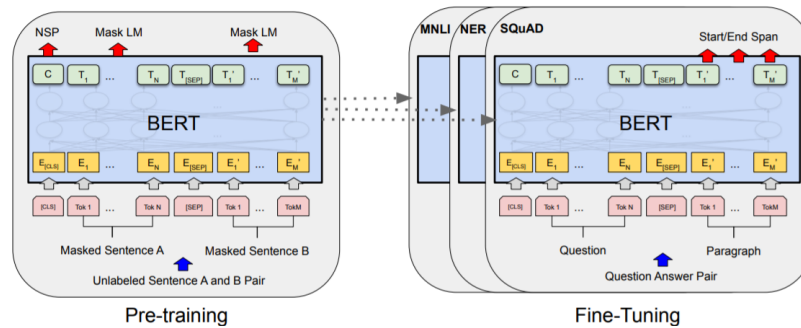 NSP Mask LM Mask LM
C T1 ... TN T[SEP] T1' ... TM'
BERT
E[CLS] E1 ... EN E[SEP] E1' ... EM'
[CLS] Tok 1 ... Tok N [SEP] Tok 1 ... TokM
Masked Sentence A Masked Sentence B
Unlabeled Sentence A and B Pair
Pre-training
MNLI NER SQuAD
Start/End Span
C T1 ... TN T[SEP] T1' ... TM'
BERT
E[CLS] E1 ... EN E[SEP] E1' ... EM'
[CLS] Tok 1 ... Tok N [SEP] Tok 1 ... TokM
Question Paragraph
Question Answer Pair
Fine-Tuning